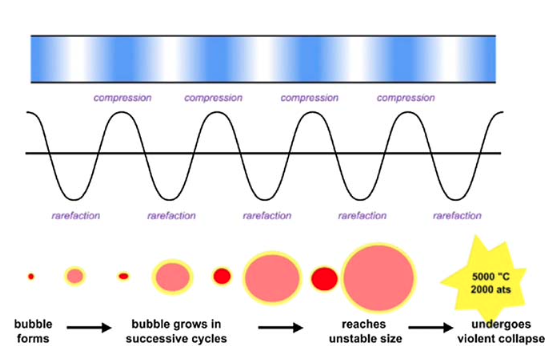 compression compression compression compression
rarefaction rarefaction rarefaction rarefaction rarefaction
5000 °C
2000 ats
bubble forms
bubble grows in successive cycles
reaches unstable size
undergoes violent collapse